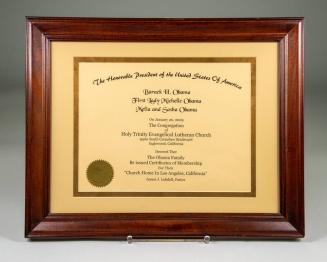 The Honorable President of the United States Of America
Barack H. Obama
First Lady Michelle Obama
Melia and Sasha Obama
On January 20, 2009
The Congregation
of
Holy Trinity Evangelical Lutheran Church
Inglewood, California
Decreed That
The Obama Family
Be issued Certificates of Membership
For Their
"Church Home In Los Angeles, California"
Pastor